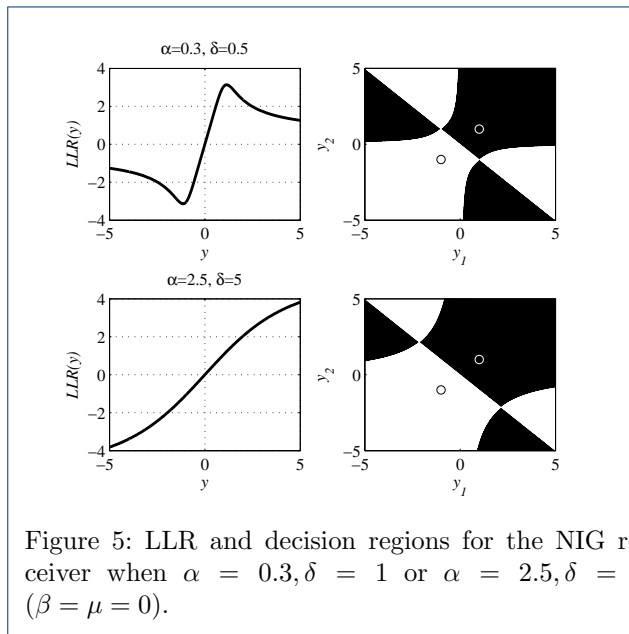 α=0.3, δ=0.5
4
2
0
−2
−4
LLR(y)
−5
0
5
y
5
0
−5
y2
−5
0
5
y1
α=2.5, δ=5
4
2
0
−2
−4
LLR(y)
−5
0
5
y
5
0
−5
y2
−5
0
5
y1
Figure 5: LLR and decision regions for the NIG r
ceiver when α = 0.3, δ = 1 or α = 2.5, δ =
(β = μ = 0).